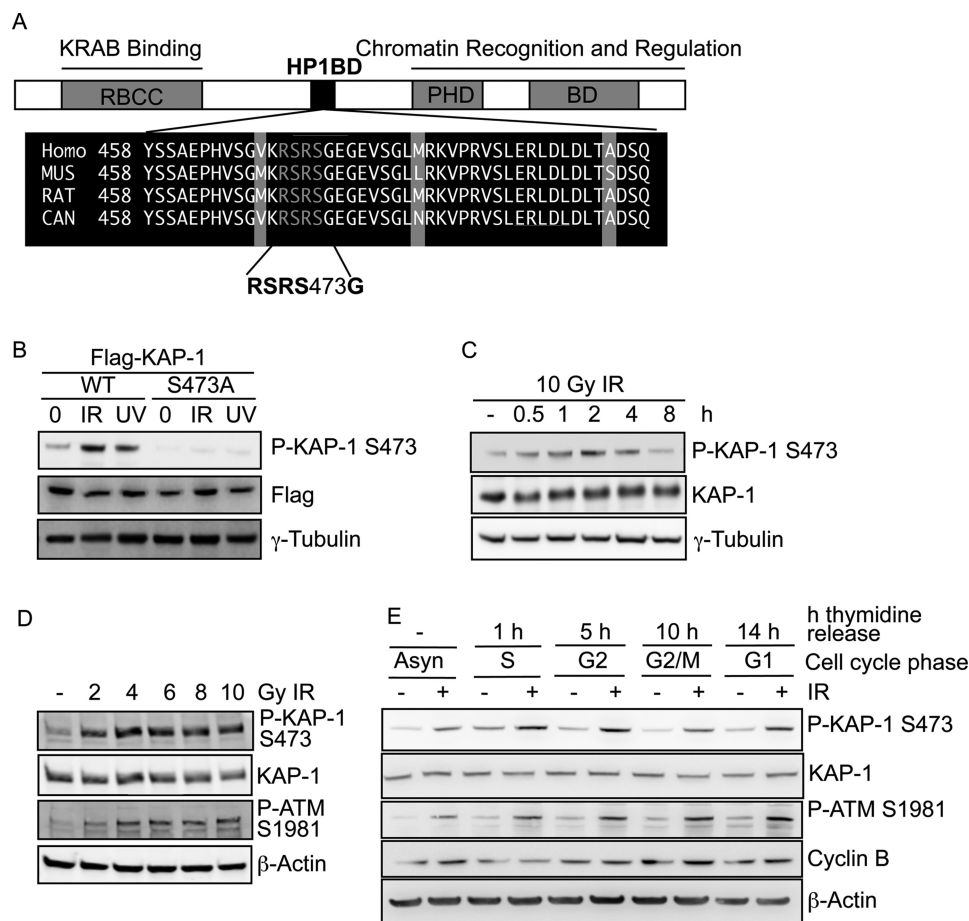 A
KRAB Binding
Chromatin Recognition and Regulation
HP1BD
RBCC
PHD
BD
Homo 458 YSSAEPHVSGVKRSRSGEGEVSGLMRKVPRVSLERLDLDLTADSQ
MUS 458 YSSAEPHVSGMKRSRSGEGEVSGLLRKVPRVSLERLDLDLTSDSQ
RAT 458 YSSAEPHVSGMKRSRSGEGEVSGLMRKVPRVSLERLDLDLTADSQ
CAN 458 YSSAEPHVSGVKRSRSGEGEVSGLNRKVPRVSLERLDLDLTADSQ
RSRS473G
B
Flag-KAP-1
WT S473A
0 IR UV 0 IR UV
P-KAP-1 S473
Flag
γ-Tubulin
C
10 Gy IR
- 0.5 1 2 4 8 h
P-KAP-1 S473
KAP-1
γ-Tubulin
D
- 2 4 6 8 10 Gy IR
P-KAP-1
S473
KAP-1
P-ATM
S1981
β-Actin
E
- 1 h 5 h 10 h 14 h h thymidine
release
Asyn S G2 G2/M G1 Cell cycle phase
- + - + - + - + - + IR
P-KAP-1 S473
KAP-1
P-ATM S1981
Cyclin B
β-Actin